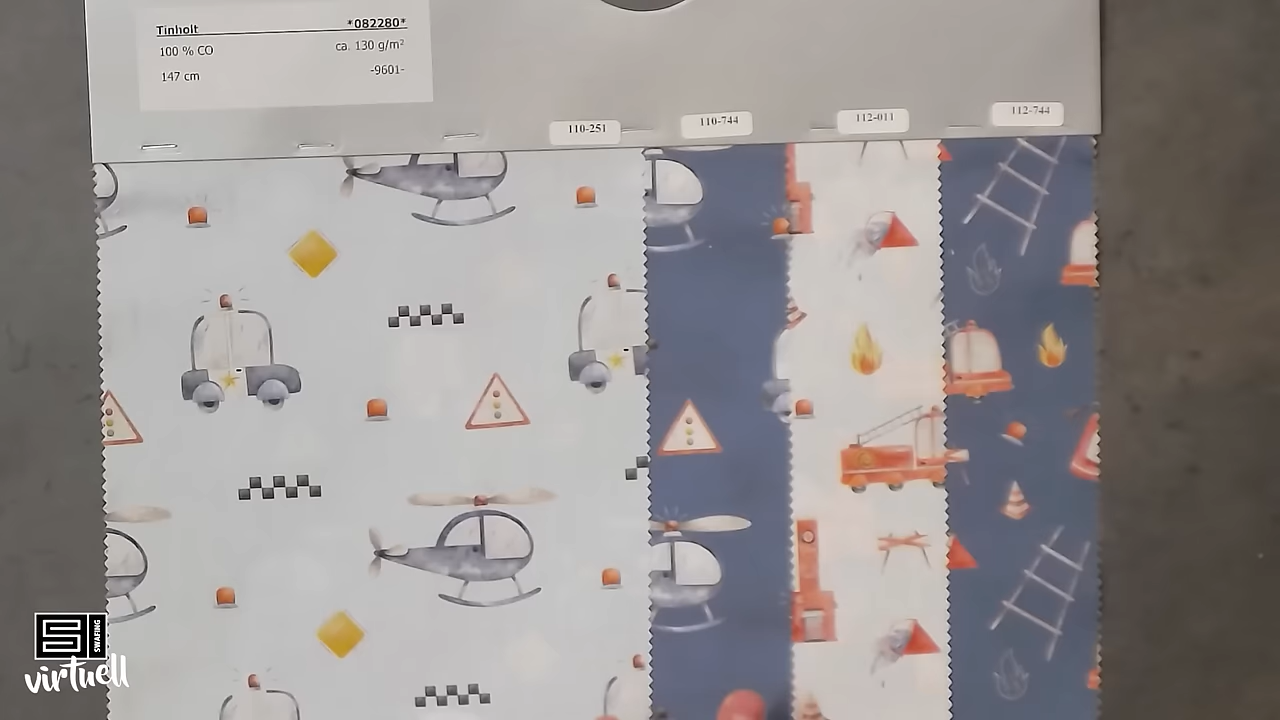 Tinholt *082280*
100 % CO ca. 130 g/m²
147 cm -9601-
110-251 110-744 112-011 112-744
SWAFING
virtuell